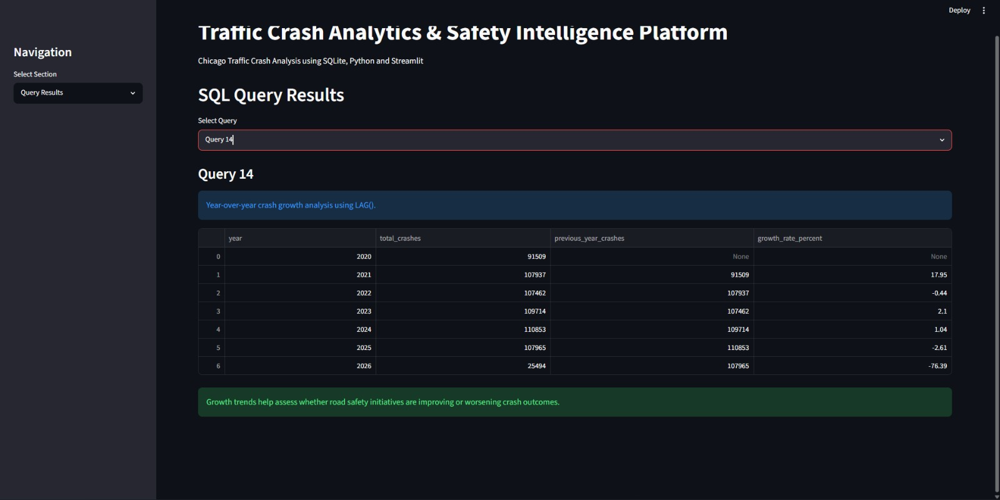 Deploy
Navigation
Select Section
Query Results
Traffic Crash Analytics & Safety Intelligence Platform
Chicago Traffic Crash Analysis using SQLite, Python and Streamlit
SQL Query Results
Select Query
Query 14
Query 14
Year-over-year crash growth analysis using LAG().
year total_crashes previous_year_crashes growth_rate_percent
0 2020 91509 None None
1 2021 107937 91509 17.95
2 2022 107462 107937 -0.44
3 2023 109714 107462 2.1
4 2024 110853 109714 1.04
5 2025 107965 110853 -2.61
6 2026 25494 107965 -76.39
Growth trends help assess whether road safety initiatives are improving or worsening crash outcomes.